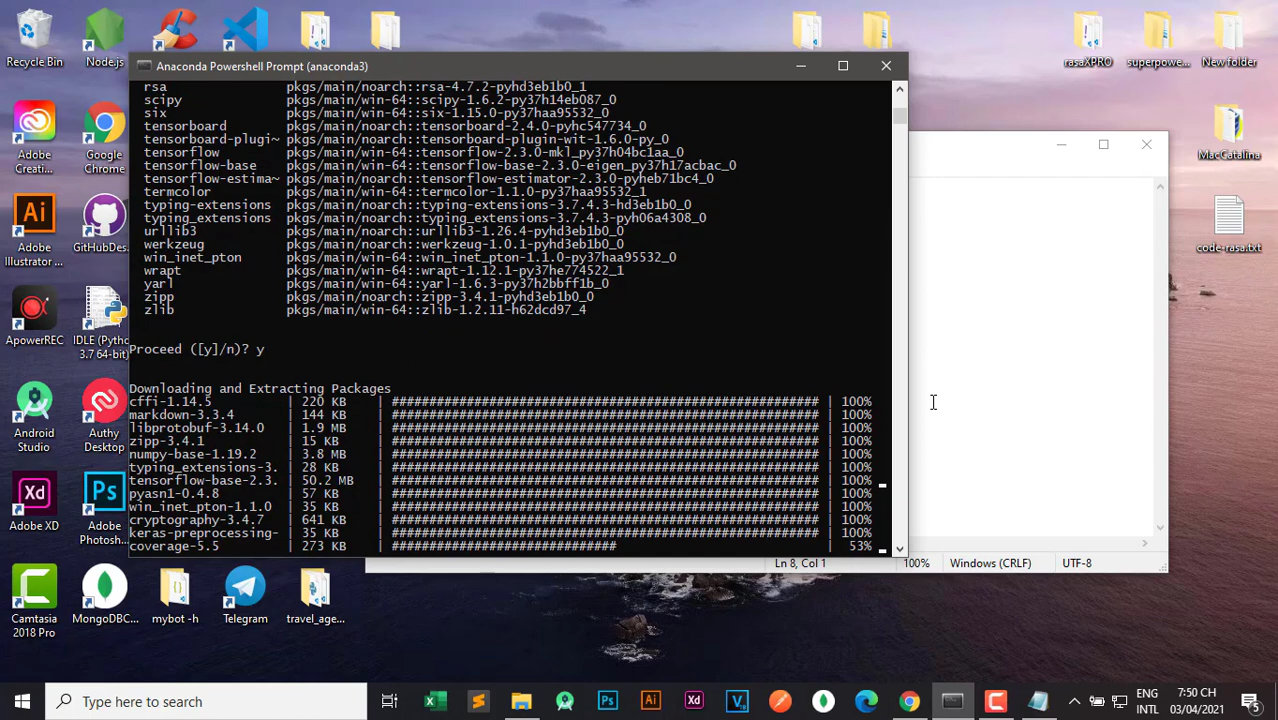 Recycle Bin
Node.js
rasaXPRO
superpowe...
New folder
Anaconda Powershell Prompt (anaconda3)
rsa pkgs/main/noarch::rsa-4.7.2-pyhd3eb1b0_1
scipy pkgs/main/win-64::scipy-1.6.2-py37h14eb087_0
six pkgs/main/win-64::six-1.15.0-py37haa95532_0
tensorboard pkgs/main/noarch::tensorboard-2.4.0-pyhc547734_0
tensorboard-plugi~ pkgs/main/noarch::tensorboard-plugin-wit-1.6.0-py_0
tensorflow pkgs/main/win-64::tensorflow-2.3.0-mkl_py37h04bc1aa_0
tensorflow-base pkgs/main/win-64::tensorflow-base-2.3.0-eigen_py37h17acbac_0
tensorflow-estima~ pkgs/main/noarch::tensorflow-estimator-2.3.0-pyheb71bc4_0
termcolor pkgs/main/win-64::termcolor-1.1.0-py37haa95532_1
typing-extensions pkgs/main/noarch::typing-extensions-3.7.4.3-hd3eb1b0_0
typing_extensions pkgs/main/noarch::typing_extensions-3.7.4.3-pyh06a4308_0
urllib3 pkgs/main/noarch::urllib3-1.26.4-pyhd3eb1b0_0
werkzeug pkgs/main/noarch::werkzeug-1.0.1-pyhd3eb1b0_0
win_inet_pton pkgs/main/win-64::win_inet_pton-1.1.0-py37haa95532_0
wrapt pkgs/main/win-64::wrapt-1.12.1-py37he774522_1
yarl pkgs/main/win-64::yarl-1.6.3-py37h2bbff1b_0
zipp pkgs/main/noarch::zipp-3.4.1-pyhd3eb1b0_0
zlib pkgs/main/win-64::zlib-1.2.11-h62dcd97_4
Proceed ([y]/n)? y
Downloading and Extracting Packages
cffi-1.14.5 | 220 KB | ########################################################## | 100%
markdown-3.3.4 | 144 KB | ########################################################## | 100%
libprotobuf-3.14.0 | 1.9 MB | ########################################################## | 100%
zipp-3.4.1 | 15 KB | ########################################################## | 100%
numpy-base-1.19.2 | 3.8 MB | ########################################################## | 100%
typing_extensions-3. | 28 KB | ########################################################## | 100%
tensorflow-base-2.3. | 50.2 MB | ########################################################## | 100%
pyasn1-0.4.8 | 57 KB | ########################################################## | 100%
win_inet_pton-1.1.0 | 35 KB | ########################################################## | 100%
cryptography-3.4.7 | 641 KB | ########################################################## | 100%
keras-preprocessing- | 35 KB | ########################################################## | 100%
coverage-5.5 | 273 KB | ############################## | 53%
Adobe
Creati...
Google
Chrome
MacCatalina
Ai
Adobe
Illustrator ...
GitHubDes...
code-rasa.txt
ApowerREC
IDLE (Python
3.7 64-bit)
Android
Studio
Authy
Desktop
Xd
Adobe XD
Ps
Adobe
Photosh...
Ln 8, Col 1
100%
Windows (CRLF)
UTF-8
Camtasia
2018 Pro
MongoDBC...
mybot -h
Telegram
travel_age...
Type here to search
Ps
Ai
Xd
ENG
INTL
7:50 CH
03/04/2021
5